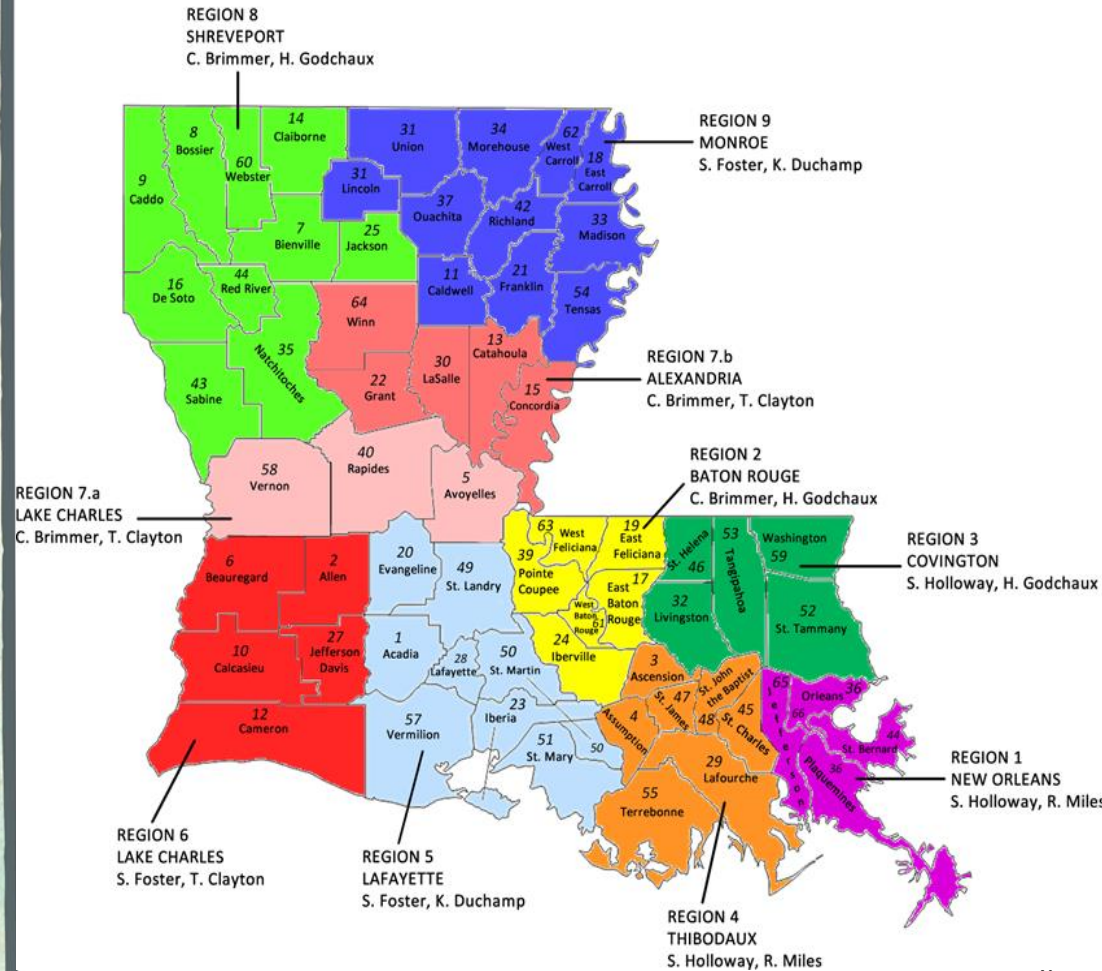 REGION 8
SHREVEPORT
C. Brimmer, H. Godchaux
REGION 9
MONROE
S. Foster, K. Duchamp
14
Claiborne
8
Bossier
60
Webster
9
Caddo
31
Union
34
Morehouse
62
West
Carroll
18
East
Carroll
31
Lincoln
37
Ouachita
42
Richland
33
Madison
7
Bienville
25
Jackson
11
Caldwell
21
Franklin
54
Tensas
16
De Soto
44
Red River
35
Natchitoches
43
Sabine
64
Winn
22
Grant
30
LaSalle
13
Catahoula
15
Concordia
REGION 7.b
ALEXANDRIA
C. Brimmer, T. Clayton
58
Vernon
40
Rapides
5
Avoyelles
REGION 7.a
LAKE CHARLES
C. Brimmer, T. Clayton
REGION 2
BATON ROUGE
C. Brimmer, H. Godchaux
6
Beauregard
2
Allen
20
Evangeline
49
St. Landry
63
West
Feliciana
19
East
Feliciana
39
Pointe
Coupee
17
East
Baton
Rouge
West
Baton
Rouge
61
24
Iberville
St. Helena
46
53
Tangipahoa
Washington
59
32
Livingston
52
St. Tammany
REGION 3
COVINGTON
S. Holloway, H. Godchaux
10
Calcasieu
27
Jefferson
Davis
12
Cameron
1
Acadia
28
Lafayette
50
St. Martin
23
Iberia
57
Vermilion
51
St. Mary
50
3
Ascension
4
Assumption
47
St. James
St. John
the Baptist
48
45
St. Charles
29
Lafourche
55
Terrebonne
65
Jefferson
66
Orleans
36
44
St. Bernard
36
Plaquemines
REGION 1
NEW ORLEANS
S. Holloway, R. Miles
REGION 6
LAKE CHARLES
S. Foster, T. Clayton
REGION 5
LAFAYETTE
S. Foster, K. Duchamp
REGION 4
THIBODAUX
S. Holloway, R. Miles